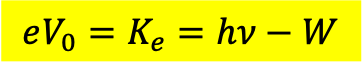 eV₀ = Kₑ = hν − W